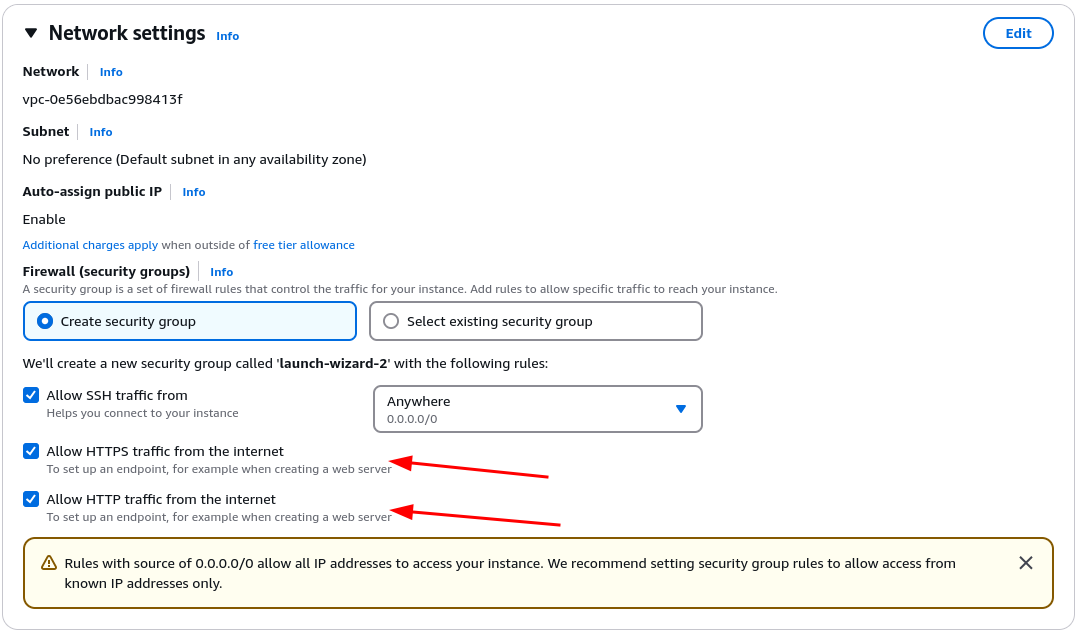 Network settings Info
Edit
Network Info
vpc-0e56ebdbac998413f
Subnet Info
No preference (Default subnet in any availability zone)
Auto-assign public IP Info
Enable
Additional charges apply when outside of free tier allowance
Firewall (security groups) Info
A security group is a set of firewall rules that control the traffic for your instance. Add rules to allow specific traffic to reach your instance.
Create security group
Select existing security group
We'll create a new security group called 'launch-wizard-2' with the following rules:
Allow SSH traffic from
Helps you connect to your instance
Anywhere
0.0.0.0/0
Allow HTTPS traffic from the internet
To set up an endpoint, for example when creating a web server
Allow HTTP traffic from the internet
To set up an endpoint, for example when creating a web server
Rules with source of 0.0.0.0/0 allow all IP addresses to access your instance. We recommend setting security group rules to allow access from
known IP addresses only.